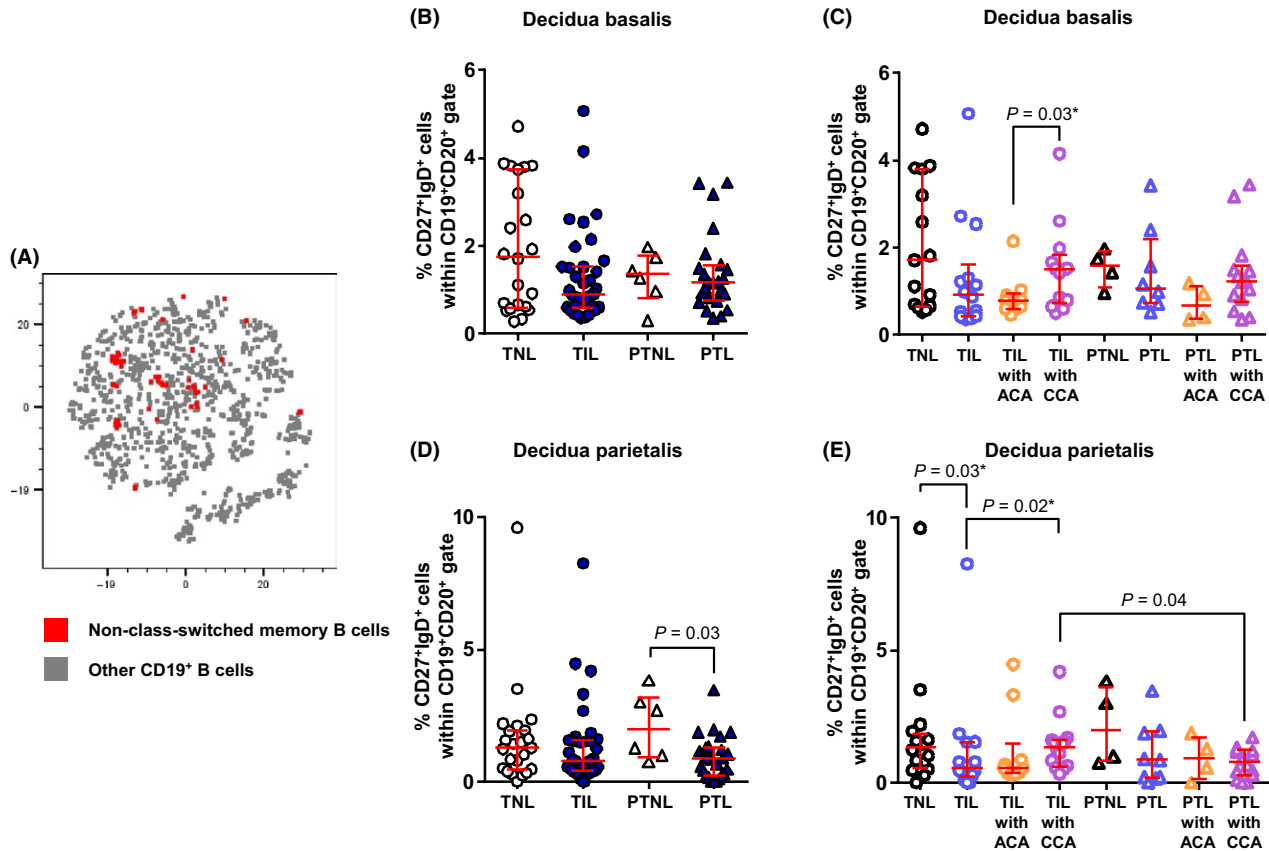 (A)
20
0
−19
−19
0
20
Non-class-switched memory B cells
Other CD19⁺ B cells
(B)
Decidua basalis
% CD27⁺IgD⁺ cells
within CD19⁺CD20⁺ gate
6
4
2
0
TNL
TIL
PTNL
PTL
(C)
Decidua basalis
% CD27⁺IgD⁺ cells
within CD19⁺CD20⁺ gate
6
4
2
0
P = 0.03*
TNL
TIL
TIL
with
ACA
TIL
with
CCA
PTNL
PTL
PTL
with
ACA
PTL
with
CCA
(D)
Decidua parietalis
% CD27⁺IgD⁺ cells
within CD19⁺CD20⁺ gate
10
5
0
P = 0.03
TNL
TIL
PTNL
PTL
(E)
Decidua parietalis
% CD27⁺IgD⁺ cells
within CD19⁺CD20⁺ gate
10
5
0
P = 0.03*
P = 0.02*
P = 0.04
TNL
TIL
TIL
with
ACA
TIL
with
CCA
PTNL
PTL
PTL
with
ACA
PTL
with
CCA